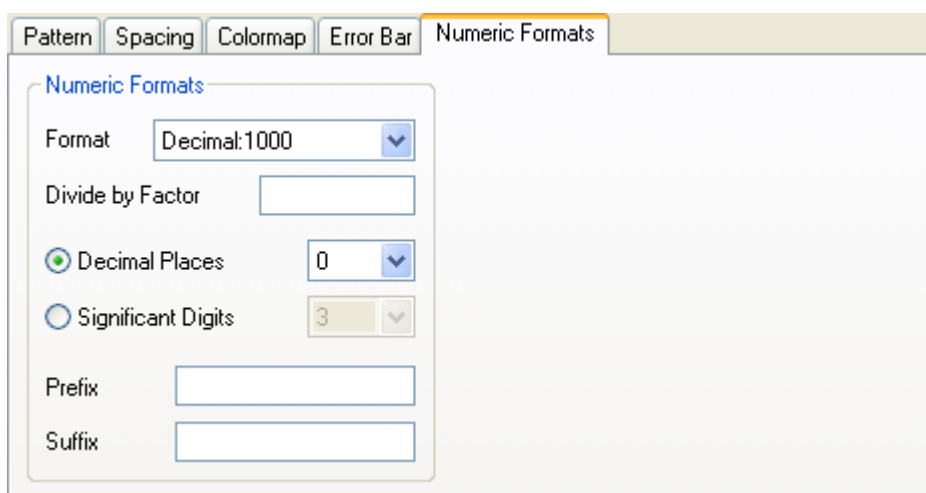 Pattern Spacing Colormap Error Bar Numeric Formats
Numeric Formats
Format Decimal:1000
Divide by Factor
Decimal Places 0
Significant Digits 3
Prefix
Suffix